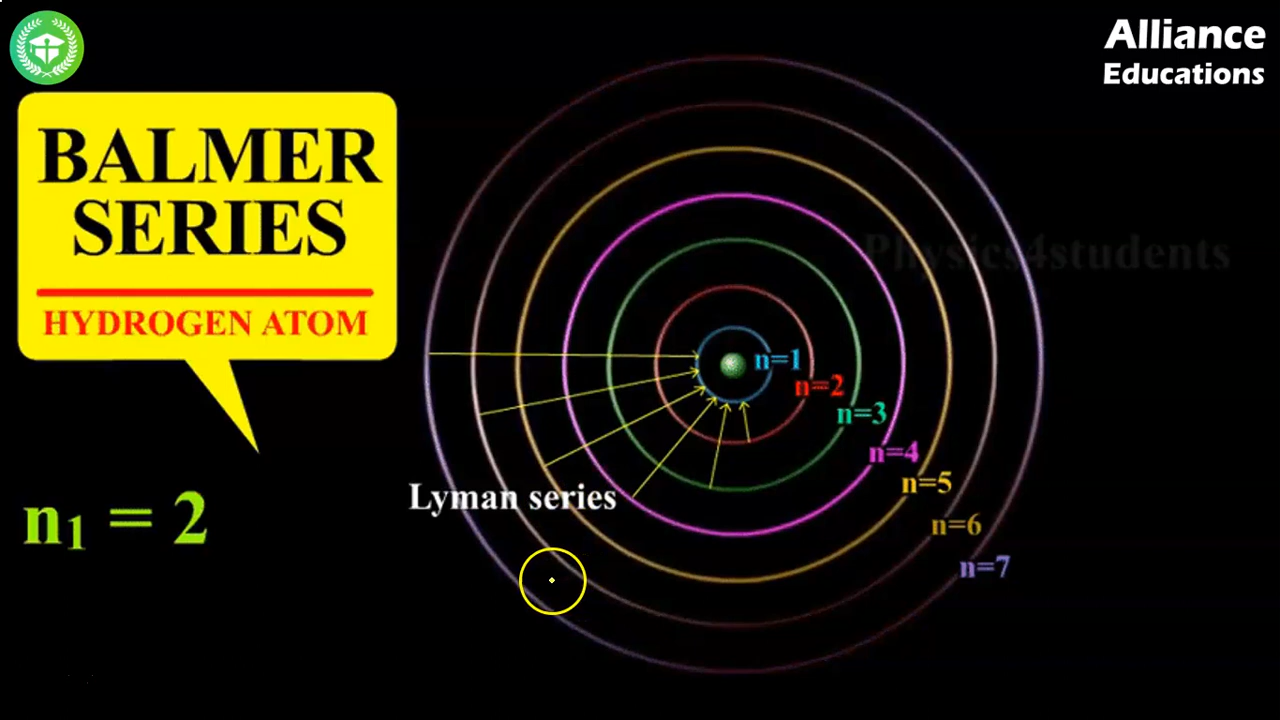 Alliance
Educations
BALMER
SERIES
HYDROGEN ATOM
Physics4students
n=1
n=2
n=3
n=4
n=5
n=6
n=7
Lyman series
n₁ = 2